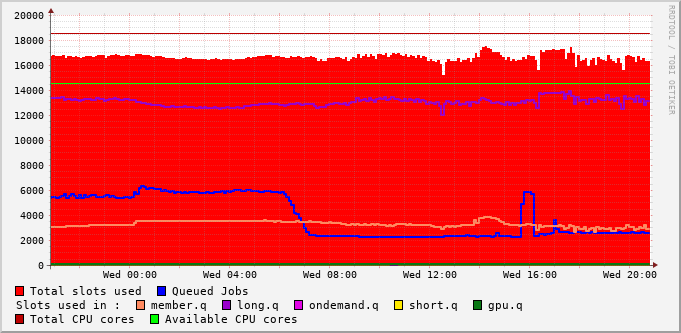 RRDTOOL / TOBI OETIKER
20000
18000
16000
14000
12000
10000
8000
6000
4000
2000
0
Wed 00:00 Wed 04:00 Wed 08:00 Wed 12:00 Wed 16:00 Wed 20:00
Total slots used Queued Jobs
Slots used in : member.q long.q ondemand.q short.q gpu.q
Total CPU cores Available CPU cores